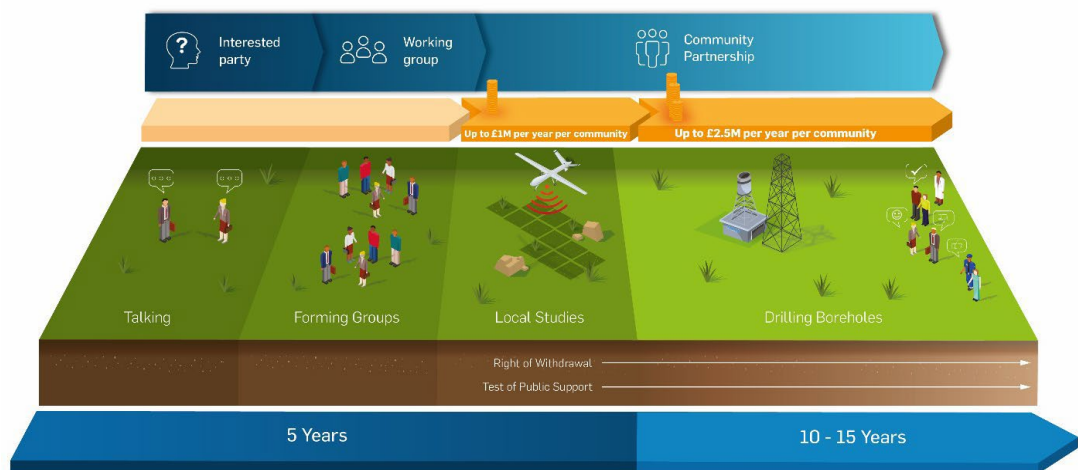 ?
Interested
party
Working
group
Community
Partnership
Up to £1M per year per community
Up to £2.5M per year per community
Talking
Forming Groups
Local Studies
Drilling Boreholes
Right of Withdrawal
Test of Public Support
5 Years
10 - 15 Years